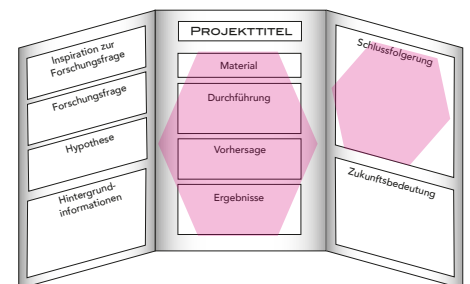 Inspiration zur
Forschungsfrage
Forschungsfrage
Hypothese
Hintergrund-
informationen
PROJEKTTITEL
Material
Durchführung
Vorhersage
Ergebnisse
Schlussfolgerung
Zukunftsbedeutung